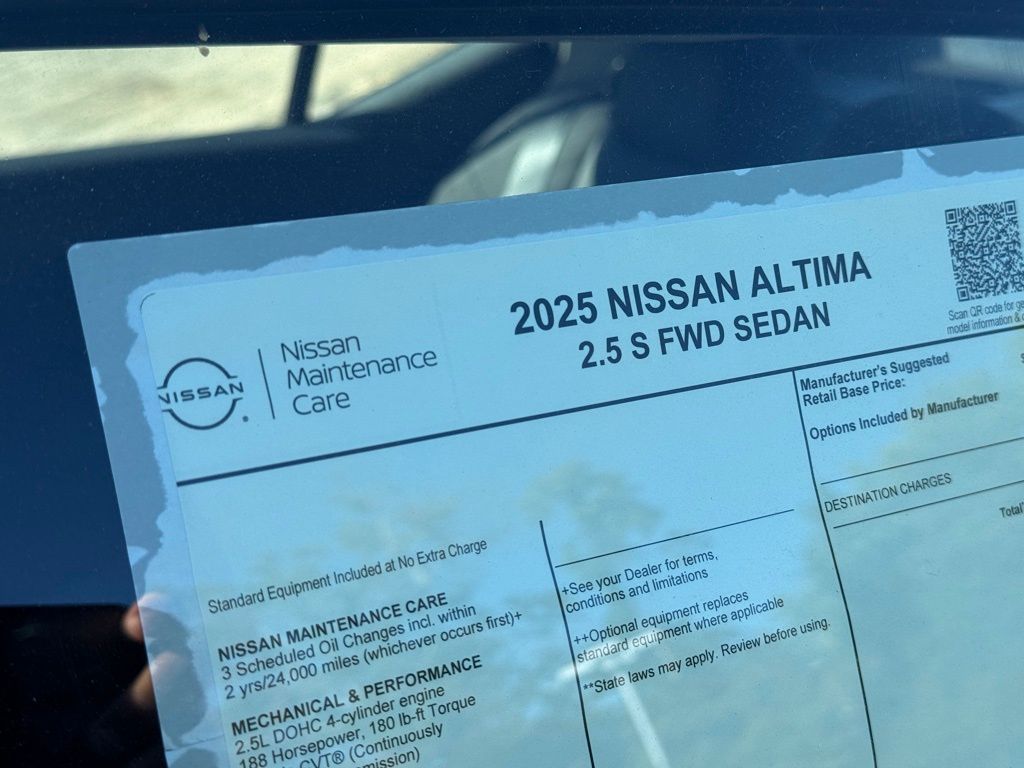 2025 NISSAN ALTIMA
2.5 S FWD SEDAN
NISSAN
Nissan
Maintenance
Care
Scan QR code for
model information &
Manufacturer's Suggested
Retail Base Price:
Options Included by Manufacturer
DESTINATION CHARGES
Total
Standard Equipment Included at No Extra Charge
NISSAN MAINTENANCE CARE
3 Scheduled Oil Changes incl. within
2 yrs/24,000 miles (whichever occurs first)+
MECHANICAL & PERFORMANCE
2.5L DOHC 4-cylinder engine
188 Horsepower, 180 lb-ft Torque
CVT® (Continuously
+See your Dealer for terms,
conditions and limitations
++Optional equipment replaces
standard equipment where applicable
**State laws may apply. Review before using.